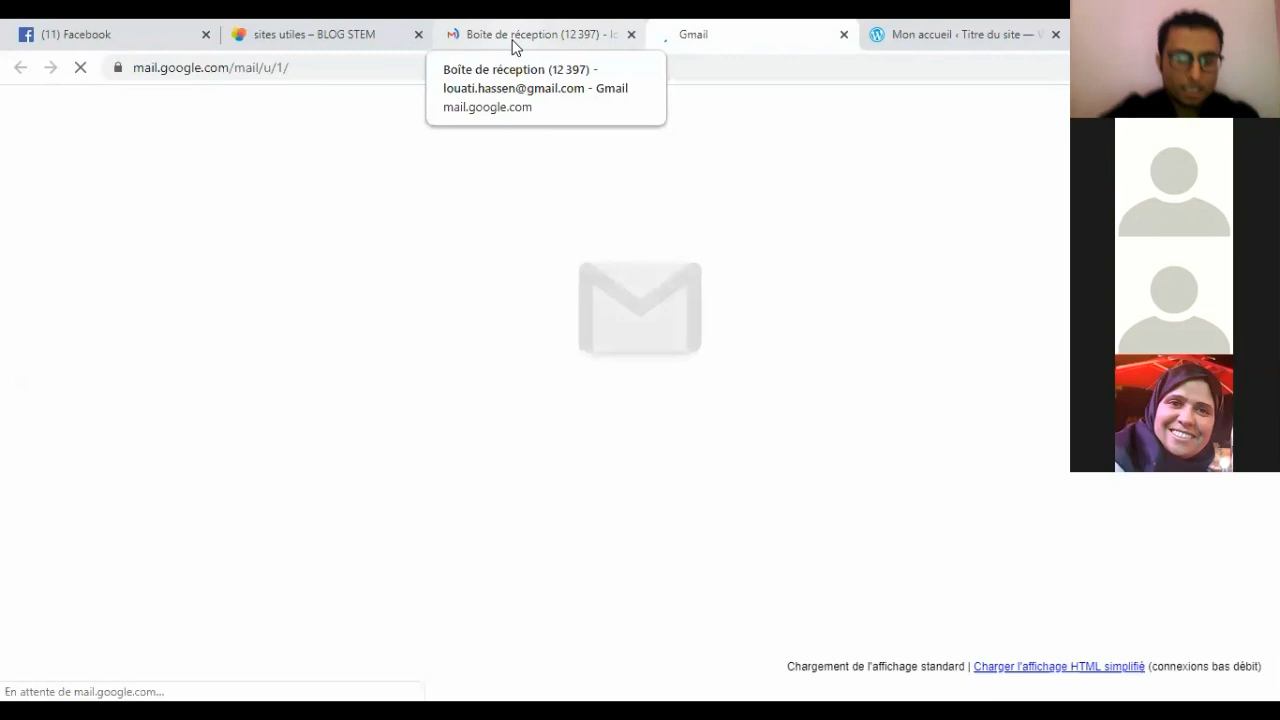 (11) Facebook
sites utiles – BLOG STEM
Boîte de réception (12 397) -
Gmail
Mon accueil ‹ Titre du site —
mail.google.com/mail/u/1/
Boîte de réception (12 397) -
louati.hassen@gmail.com - Gmail
mail.google.com
Chargement de l'affichage standard | Charger l'affichage HTML simplifié (connexions bas débit)
En attente de mail.google.com...